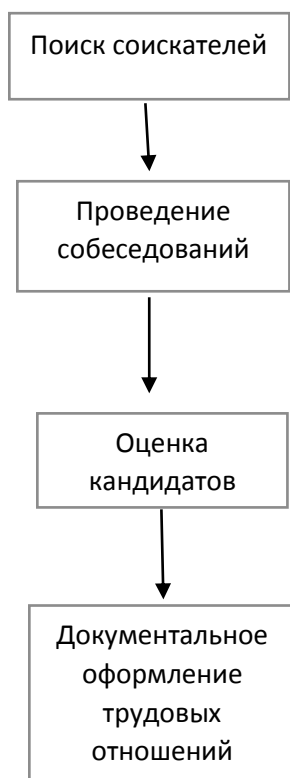 Поиск соискателей
Проведение
собеседований
Оценка
кандидатов
Документальное
оформление
трудовых
отношений